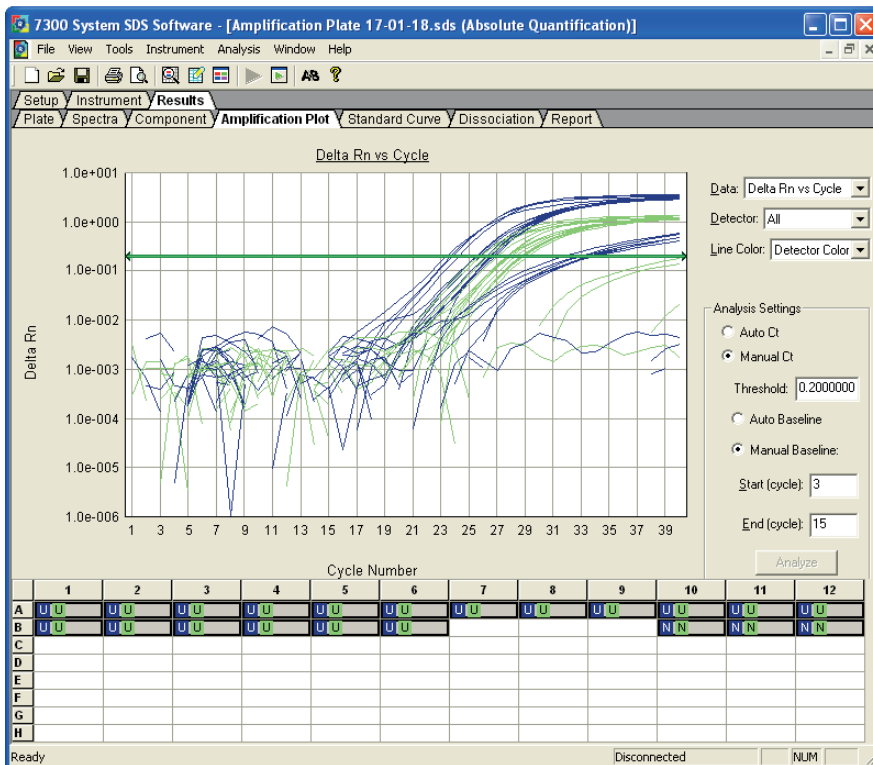 7300 System SDS Software - [Amplification Plate 17-01-18.sds (Absolute Quantification)]
File View Tools Instrument Analysis Window Help
Setup Instrument Results
Plate Spectra Component Amplification Plot Standard Curve Dissociation Report
Delta Rn vs Cycle
1.0e+001
1.0e+000
1.0e-001
1.0e-002
1.0e-003
1.0e-004
1.0e-005
1.0e-006
Delta Rn
1 3 5 7 9 11 13 15 17 19 21 23 25 27 29 31 33 35 37 39
Cycle Number
Data: Delta Rn vs Cycle
Detector: All
Line Color: Detector Color
Analysis Settings
Auto Ct
Manual Ct
Threshold: 0.2000000
Auto Baseline
Manual Baseline:
Start (cycle): 3
End (cycle): 15
Analyze
1 2 3 4 5 6 7 8 9 10 11 12
A U U U U U U U U U U U U U U U U U U U U U U U U
B U U U U U U U U U U U U N N N N N N
C
D
E
F
G
H
Ready Disconnected NUM